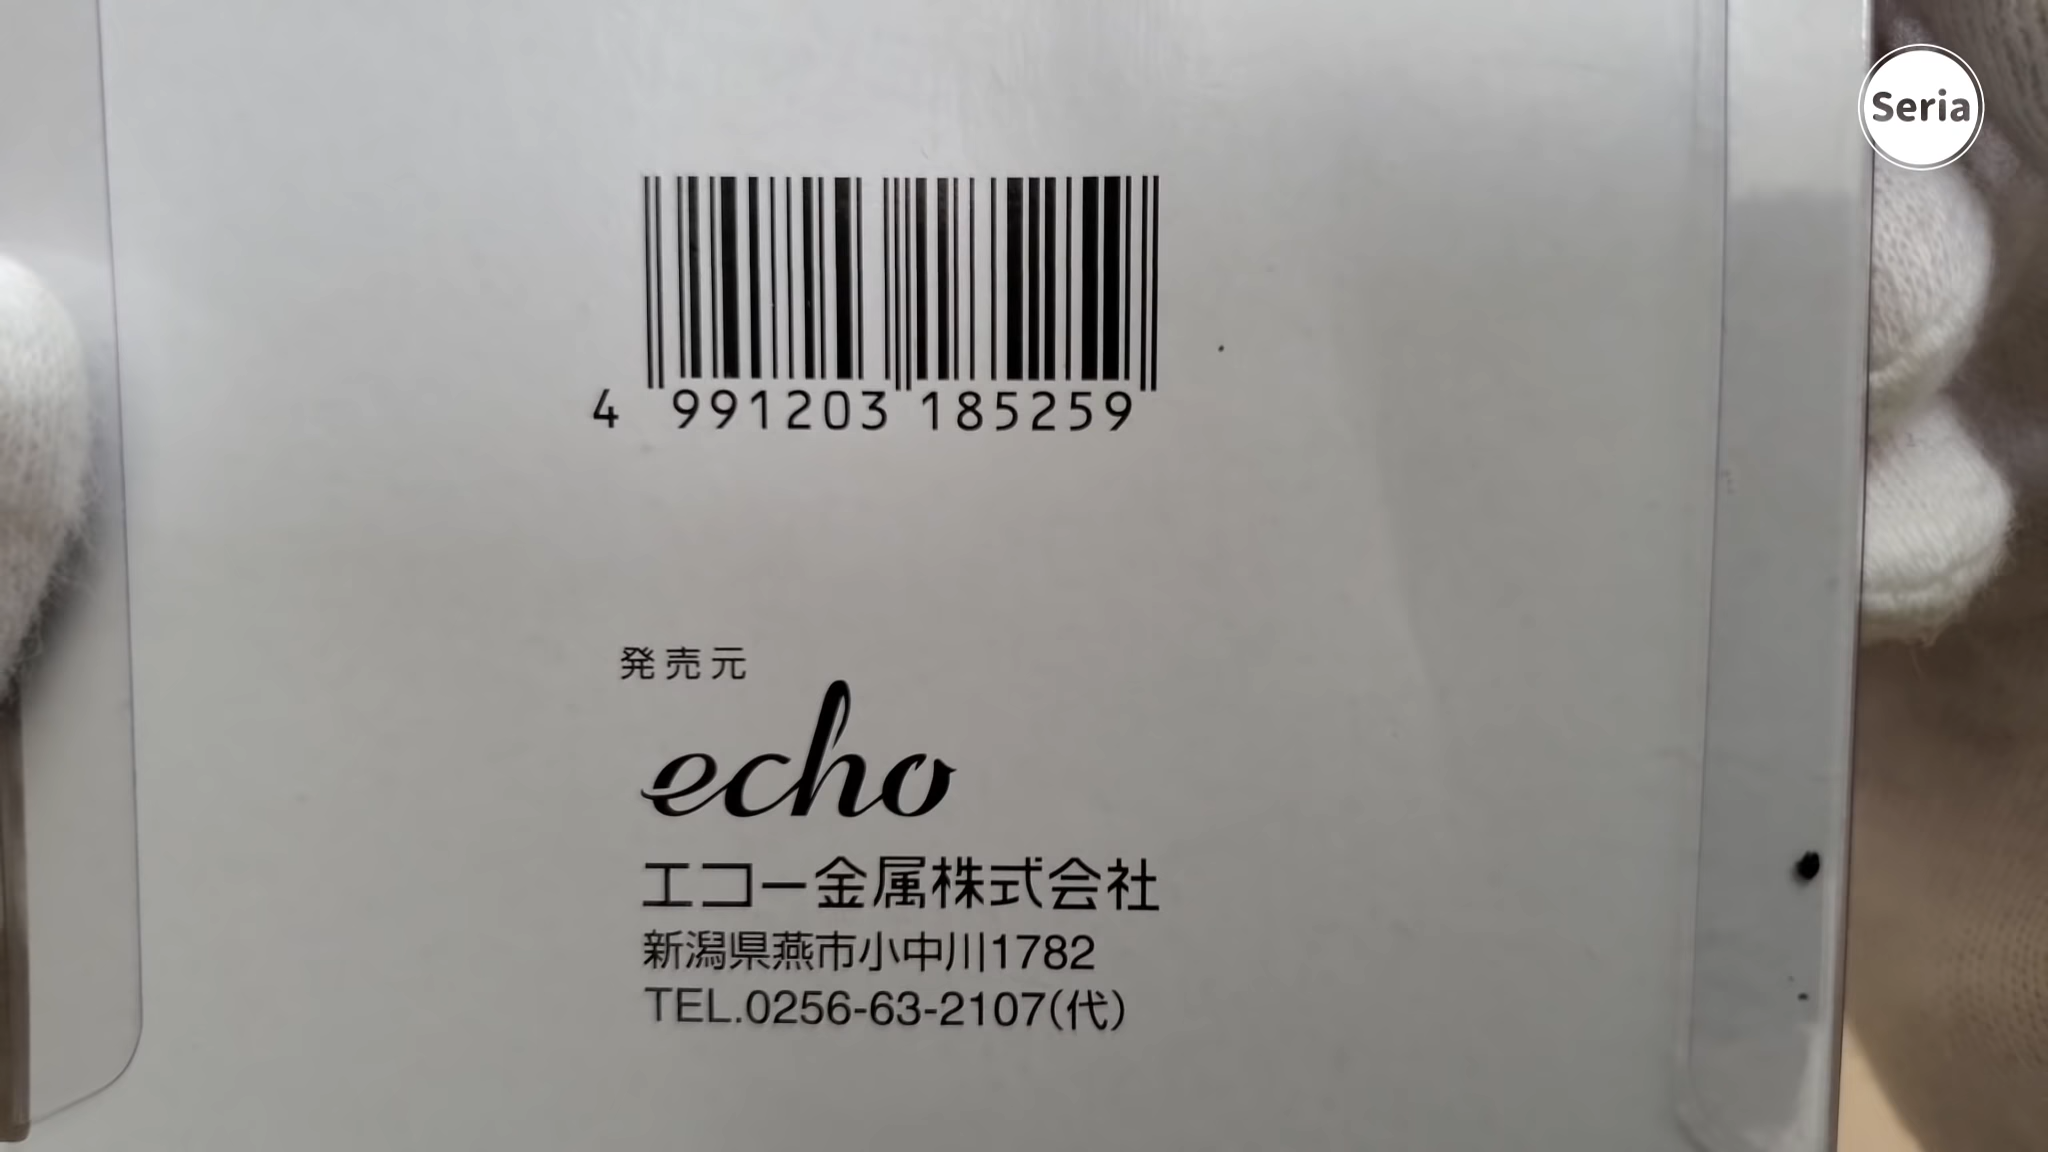 Seria
4 991203 185259
発売元
echo
エコー金属株式会社
新潟県燕市小中川1782
TEL.0256-63-2107(代)